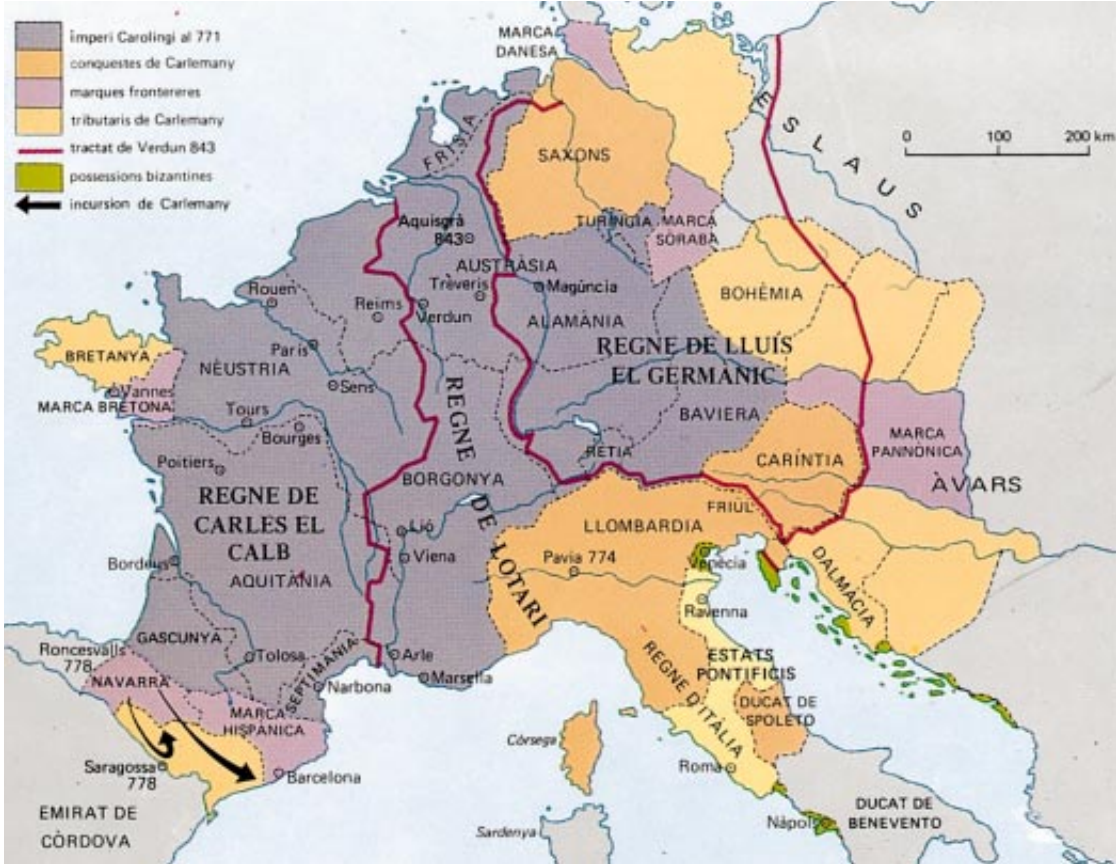 imperi Carolingi al 771
conquestes de Carlemany
marques frontereres
tributaris de Carlemany
tractat de Verdun 843
possessions bizantines
incursion de Carlemany
MARCA
DANESA
ESLAUS
0 100 200 km
FRISIA
SAXONS
Aquisgrà
843
TURÍNGIA
MARCA
SÒRABA
AUSTRÀSIA
Trèveris
Magúncia
Rouen
Reims
Verdun
ALAMÀNIA
BOHÈMIA
BRETANYA
París
NÈUSTRIA
REGNE DE LLUÍS
EL GERMÀNIC
Vannes
MARCA BRETONA
Sens
Tours
Bourges
BAVIERA
MARCA
PANNÒNICA
Poitiers
RETIA
CARÍNTIA
BORGONYA
ÀVARS
REGNE DE
CARLES EL
CALB
REGNE
DE LOTARI
Lió
Viena
LLOMBARDIA
FRIÜL
Pavia 774
Venècia
Bordeus
AQUITÀNIA
DALMÀCIA
Ravenna
GASCUNYA
Roncesvalls
778
Tolosa
SEPTIMÀNIA
Arle
Marsella
Narbona
NAVARRA
MARCA
HISPÀNICA
REGNE D'ITÀLIA
ESTATS
PONTIFICIS
DUCAT DE
SPOLETO
Còrsega
Saragossa
778
Barcelona
Roma
EMIRAT DE
CÒRDOVA
Sardenya
Nàpols
DUCAT DE
BENEVENTO